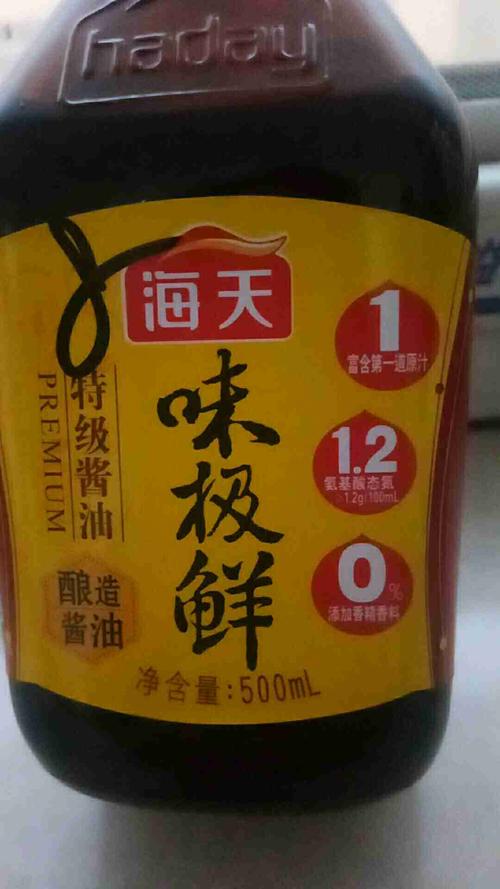 haday
海天
特级酱油
PREMIUM
味极鲜
酿造
酱油
1
富含第一道原汁
1.2
氨基酸态氮
≥1.2g/100mL
0%
添加香精香料
净含量:500mL